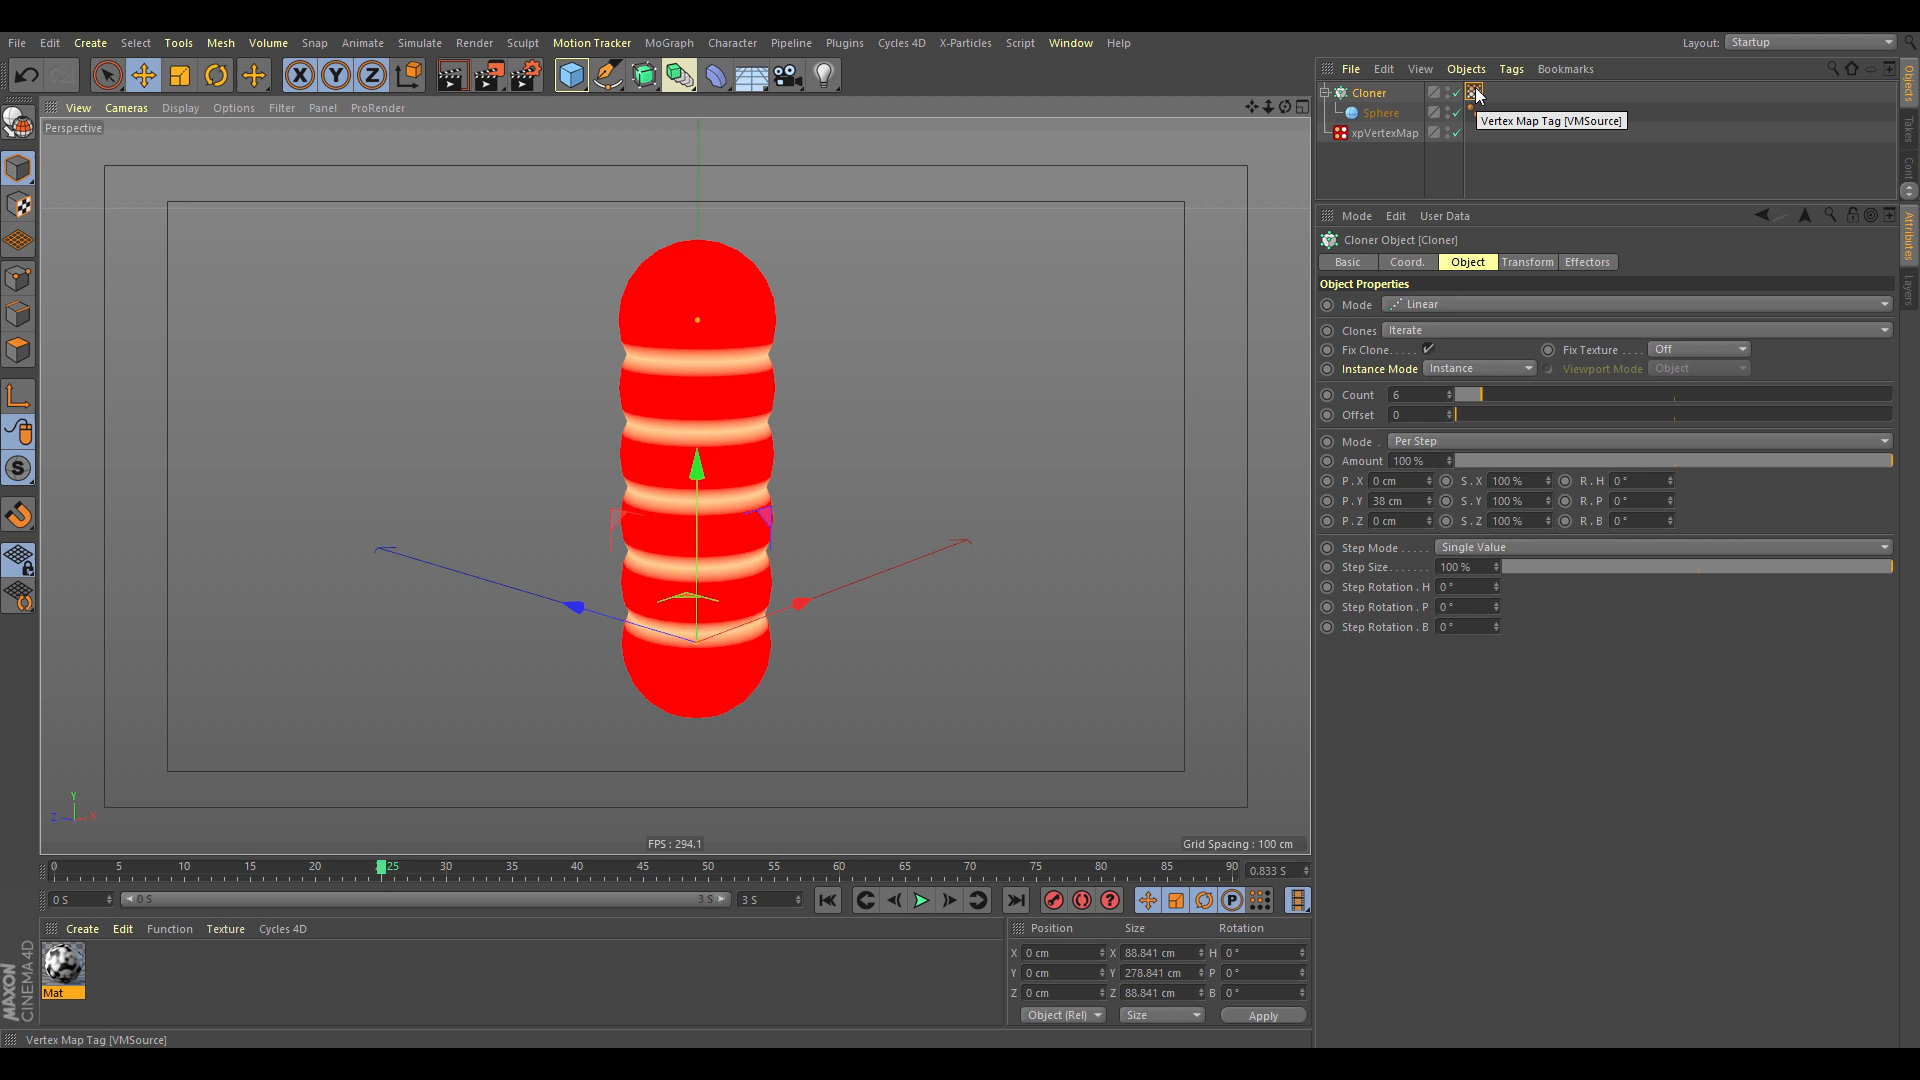 File Edit Create Select Tools Mesh Volume Snap Animate Simulate Render Sculpt Motion Tracker MoGraph Character Pipeline Plugins Cycles 4D X-Particles Script Window Help
Layout: Startup
X Y Z
View Cameras Display Options Filter Panel ProRender
Perspective
File Edit View Objects Tags Bookmarks
Cloner
Sphere
xpVertexMap
Vertex Map Tag [VMSource]
Objects
Takes
Cont
Attributes
Layers
Mode Edit User Data
Cloner Object [Cloner]
Basic Coord. Object Transform Effectors
Object Properties
Mode Linear
Clones Iterate
Fix Clone..... Fix Texture .... Off
Instance Mode Instance Viewport Mode Object
Count 6
Offset 0
Mode . Per Step
Amount 100 %
P . X 0 cm S . X 100 % R . H 0 °
P . Y 38 cm S . Y 100 % R . P 0 °
P . Z 0 cm S . Z 100 % R . B 0 °
Step Mode ..... Single Value
Step Size....... 100 %
Step Rotation . H 0 °
Step Rotation . P 0 °
Step Rotation . B 0 °
Y
Z X
FPS : 294.1
Grid Spacing : 100 cm
0 5 10 15 20 25 30 35 40 45 50 55 60 65 70 75 80 85 90
0.833 S
0 S 0 S 3 S 3 S
P
Create Edit Function Texture Cycles 4D
Mat
Position Size Rotation
X 0 cm X 88.841 cm H 0 °
Y 0 cm Y 278.841 cm P 0 °
Z 0 cm Z 88.841 cm B 0 °
Object (Rel) Size Apply
MAXON
CINEMA4D
Vertex Map Tag [VMSource]